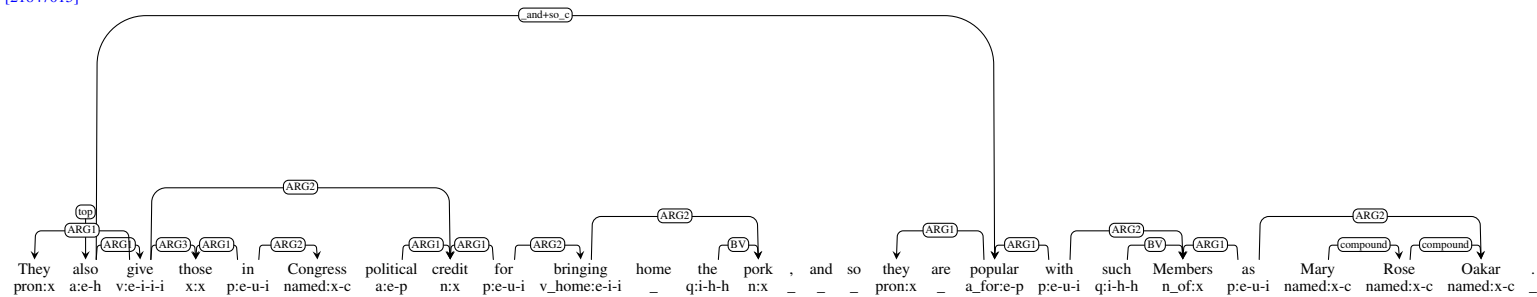 _and+so_c
ARG2
top
ARG2
ARG2
ARG1
ARG1
ARG2
ARG1
ARG3
ARG1
ARG2
ARG1
ARG1
ARG2
BV
ARG1
BV
ARG1
compound
compound
They also give those in Congress political credit for bringing home the pork , and so they are popular with such Members as Mary Rose Oakar .
pron:x a:e-h v:e-i-i-i x:x p:e-u-i named:x-c a:e-p n:x p:e-u-i v_home:e-i-i _ q:i-h-h n:x _ _ _ pron:x _ a_for:e-p p:e-u-i q:i-h-h n_of:x p:e-u-i named:x-c named:x-c named:x-c _